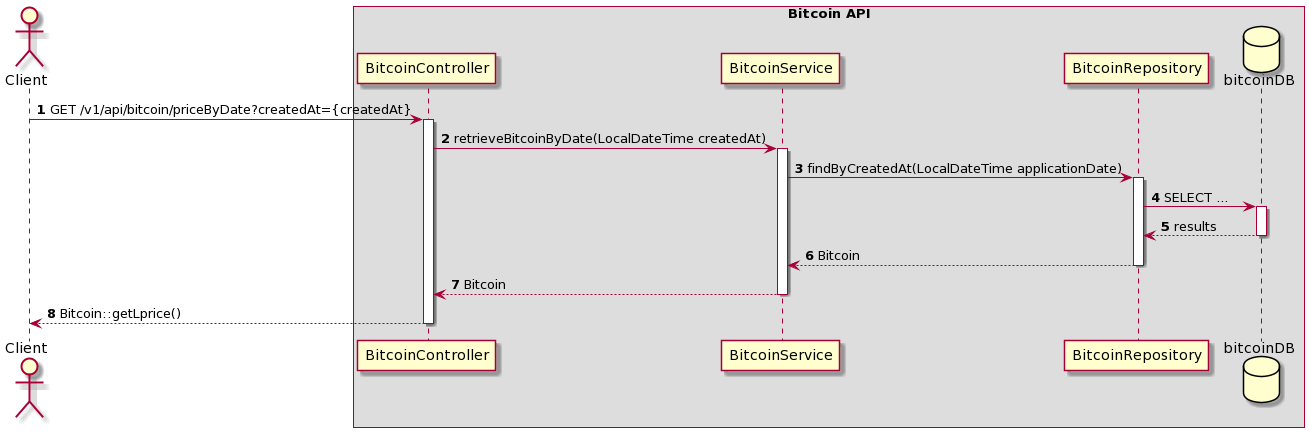 Bitcoin API
Client
BitcoinController
BitcoinService
BitcoinRepository
bitcoinDB
1 GET /v1/api/bitcoin/priceByDate?createdAt={createdAt}
2 retrieveBitcoinByDate(LocalDateTime createdAt)
3 findByCreatedAt(LocalDateTime applicationDate)
4 SELECT ...
5 results
6 Bitcoin
7 Bitcoin
8 Bitcoin::getLprice()
Client
BitcoinController
BitcoinService
BitcoinRepository
bitcoinDB